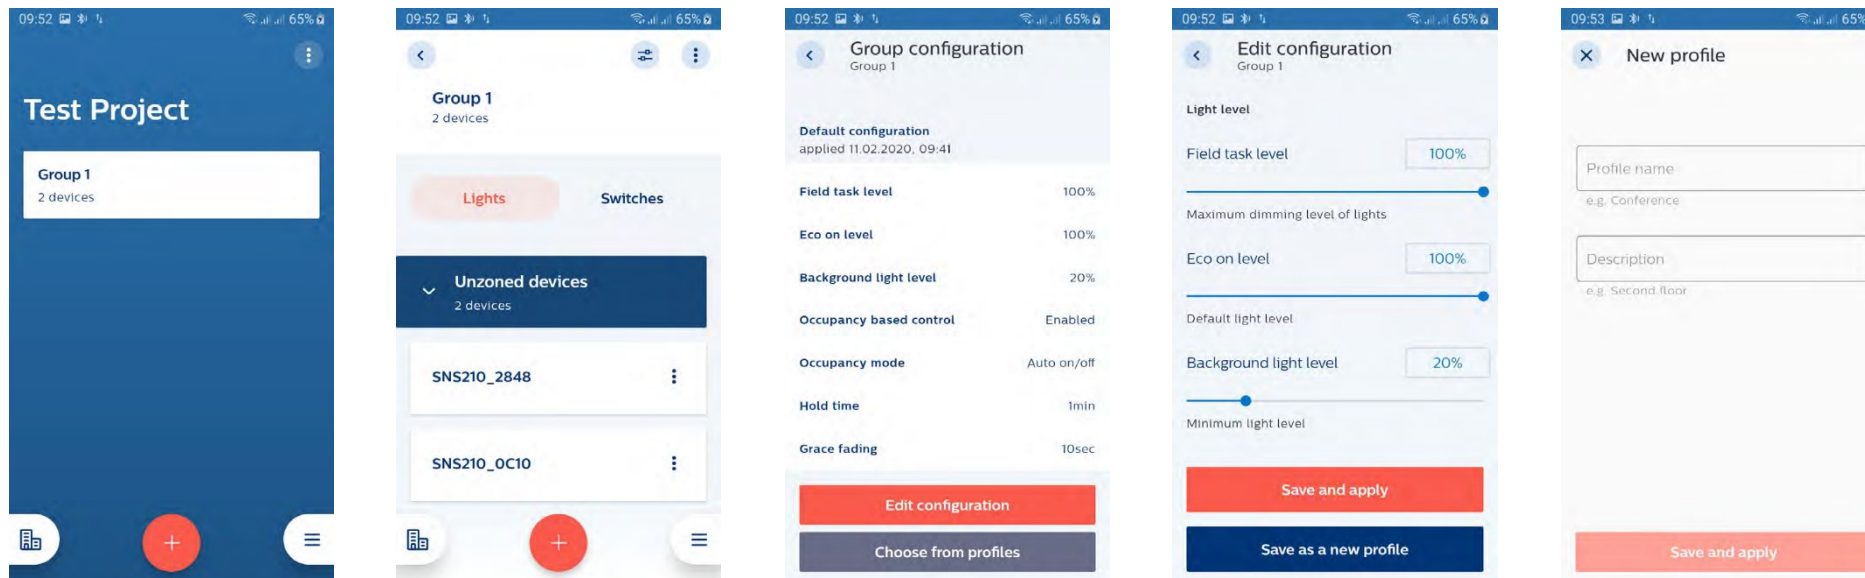 09:52 65%
Test Project
Group 1
2 devices
09:52 65%
Group 1
2 devices
Lights Switches
Unzoned devices
2 devices
SNS210_2848
SNS210_0C10
09:52 65%
Group configuration
Group 1
Default configuration
applied 11.02.2020, 09:41
Field task level 100%
Eco on level 100%
Background light level 20%
Occupancy based control Enabled
Occupancy mode Auto on/off
Hold time 1min
Grace fading 10sec
Edit configuration
Choose from profiles
09:52 65%
Edit configuration
Group 1
Light level
Field task level 100%
Maximum dimming level of lights
Eco on level 100%
Default light level
Background light level 20%
Minimum light level
Save and apply
Save as a new profile
09:53 65%
New profile
Profile name
e.g. Conference
Description
e.g. Second floor
Save and apply